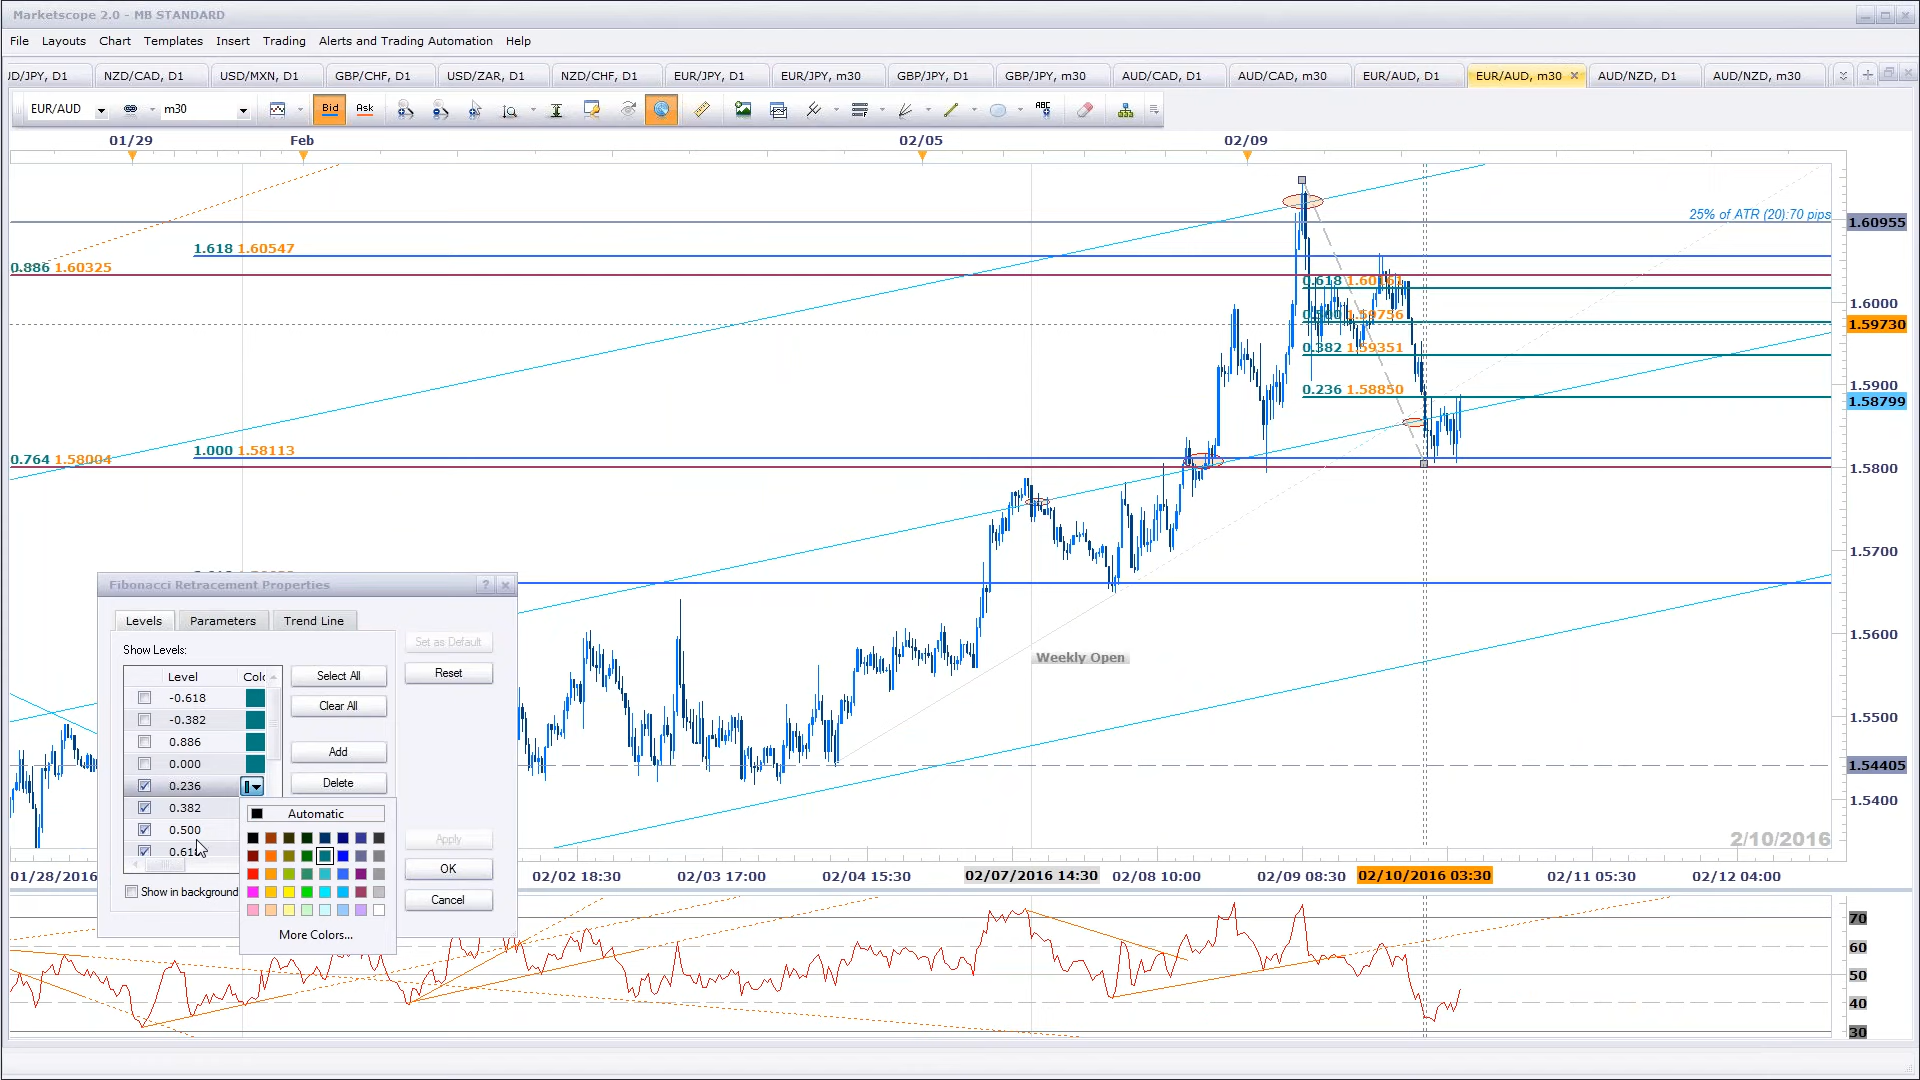 Marketscope 2.0 - MB STANDARD
File Layouts Chart Templates Insert Trading Alerts and Trading Automation Help
JD/JPY, D1 NZD/CAD, D1 USD/MXN, D1 GBP/CHF, D1 USD/ZAR, D1 NZD/CHF, D1 EUR/JPY, D1 EUR/JPY, m30 GBP/JPY, D1 GBP/JPY, m30 AUD/CAD, D1 AUD/CAD, m30 EUR/AUD, D1 EUR/AUD, m30 AUD/NZD, D1 AUD/NZD, m30
EUR/AUD m30 Bid Ask ABC
01/29 Feb 02/05 02/09
25% of ATR (20):70 pips 1.60955
1.618 1.60547
0.886 1.60325
0.618 1.60161
1.6000
0.500 1.59756
1.59730
0.382 1.59351
1.5900
0.236 1.58850
1.58799
1.000 1.58113
0.764 1.58004
1.5800
1.5700
Fibonacci Retracement Properties ?
Levels Parameters Trend Line
1.5600
Set as Default
Show Levels:
Weekly Open
Level Colo Select All Reset
-0.618
Clear All
-0.382
1.5500
0.886
Add
0.000
1.54405
0.236 Delete
1.5400
0.382
Automatic
0.500
Apply
2/10/2016
0.618
OK
01/28/2016 02/02 18:30 02/03 17:00 02/04 15:30 02/07/2016 14:30 02/08 10:00 02/09 08:30 02/10/2016 03:30 02/11 05:30 02/12 04:00
Show in background
Cancel
70
More Colors...
60
50
40
30